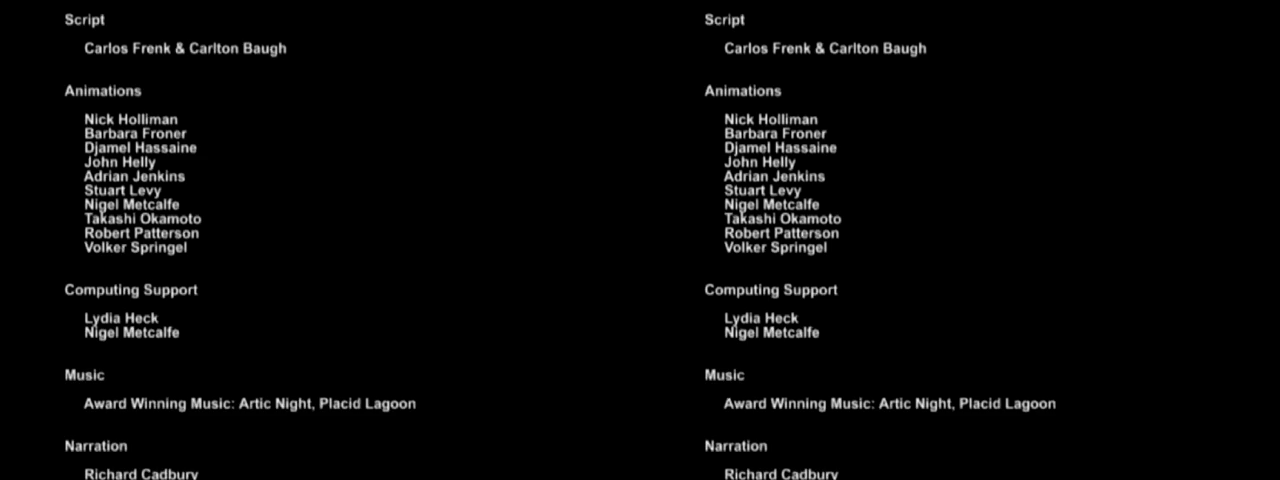 Script
Carlos Frenk & Carlton Baugh
Animations
Nick Holliman
Barbara Froner
Djamel Hassaine
John Helly
Adrian Jenkins
Stuart Levy
Nigel Metcalfe
Takashi Okamoto
Robert Patterson
Volker Springel
Computing Support
Lydia Heck
Nigel Metcalfe
Music
Award Winning Music: Artic Night, Placid Lagoon
Narration
Richard Cadbury
Script
Carlos Frenk & Carlton Baugh
Animations
Nick Holliman
Barbara Froner
Djamel Hassaine
John Helly
Adrian Jenkins
Stuart Levy
Nigel Metcalfe
Takashi Okamoto
Robert Patterson
Volker Springel
Computing Support
Lydia Heck
Nigel Metcalfe
Music
Award Winning Music: Artic Night, Placid Lagoon
Narration
Richard Cadbury